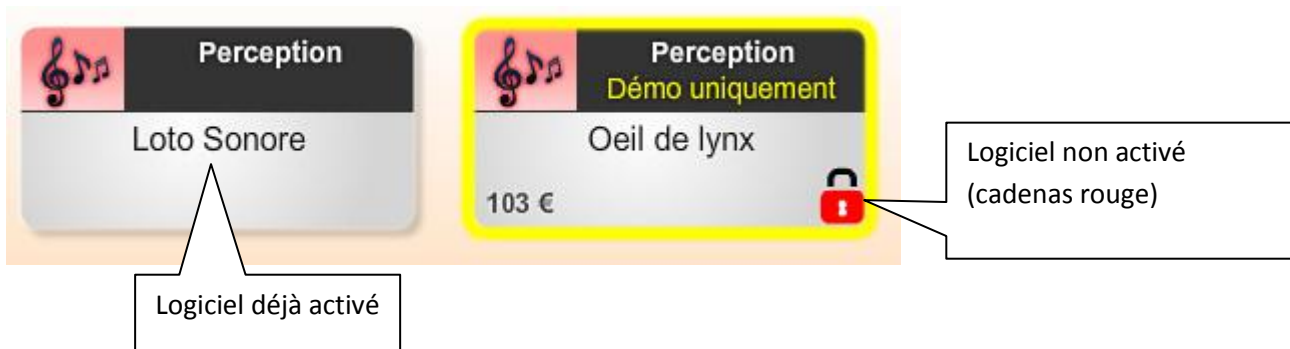 Perception
Loto Sonore
Perception
Démo uniquement
Oeil de lynx
103 €
Logiciel non activé
(cadenas rouge)
Logiciel déjà activé